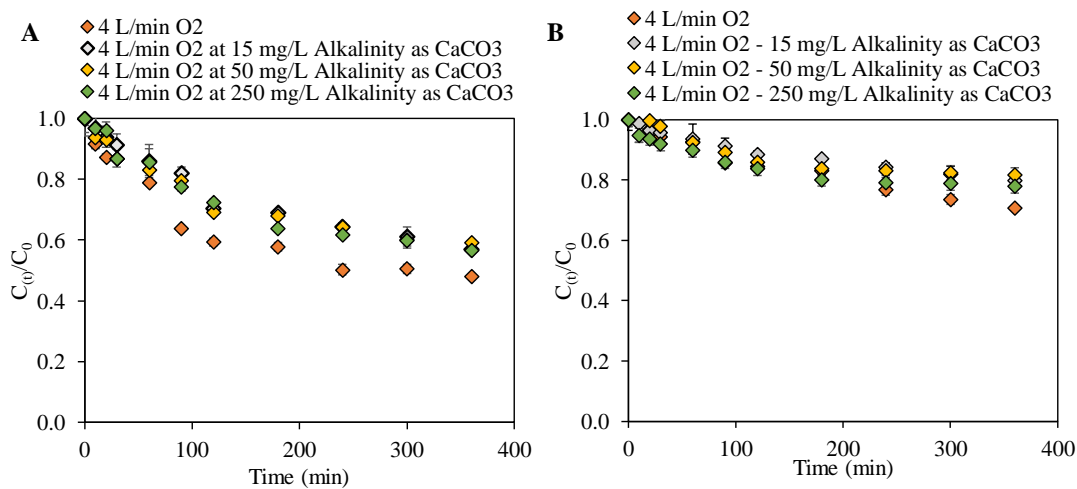 A
4 L/min O2
4 L/min O2 at 15 mg/L Alkalinity as CaCO3
4 L/min O2 at 50 mg/L Alkalinity as CaCO3
4 L/min O2 at 250 mg/L Alkalinity as CaCO3
1.0
0.8
0.6
0.4
0.2
0.0
C(t)/C0
0
100
200
300
400
Time (min)
B
4 L/min O2
4 L/min O2 - 15 mg/L Alkalinity as CaCO3
4 L/min O2 - 50 mg/L Alkalinity as CaCO3
4 L/min O2 - 250 mg/L Alkalinity as CaCO3
1.0
0.8
0.6
0.4
0.2
0.0
C(t)/C0
0
100
200
300
400
Time (min)